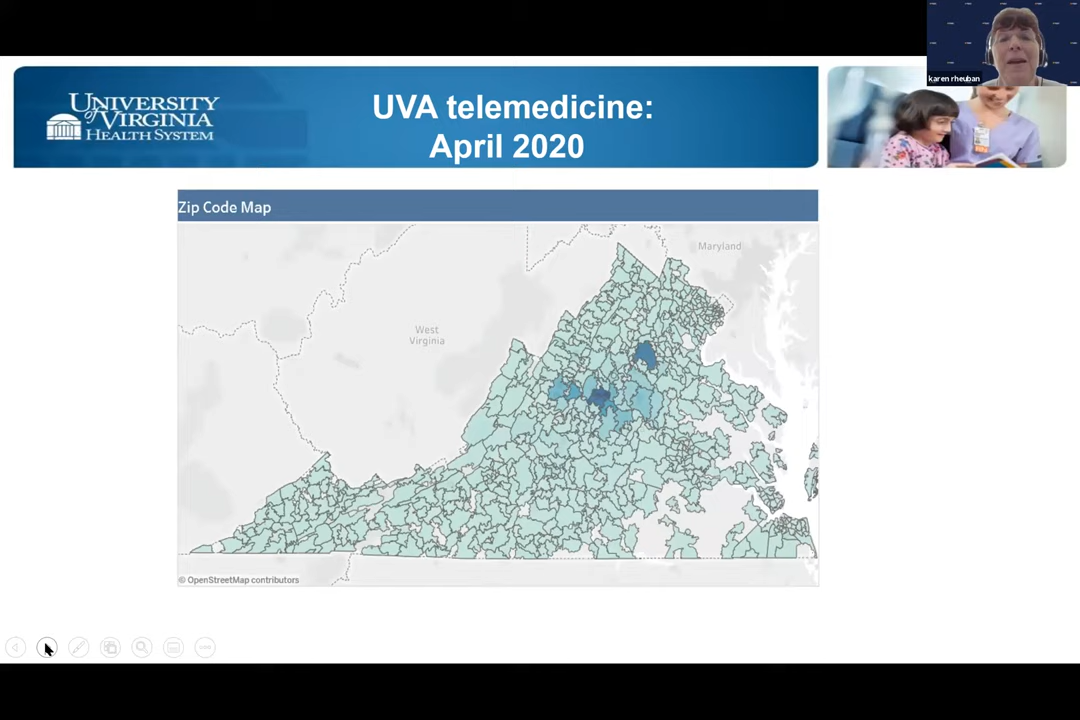 karen rheuban
UNIVERSITY
of VIRGINIA
HEALTH SYSTEM
UVA telemedicine:
April 2020
Zip Code Map
Maryland
West
Virginia
© OpenStreetMap contributors